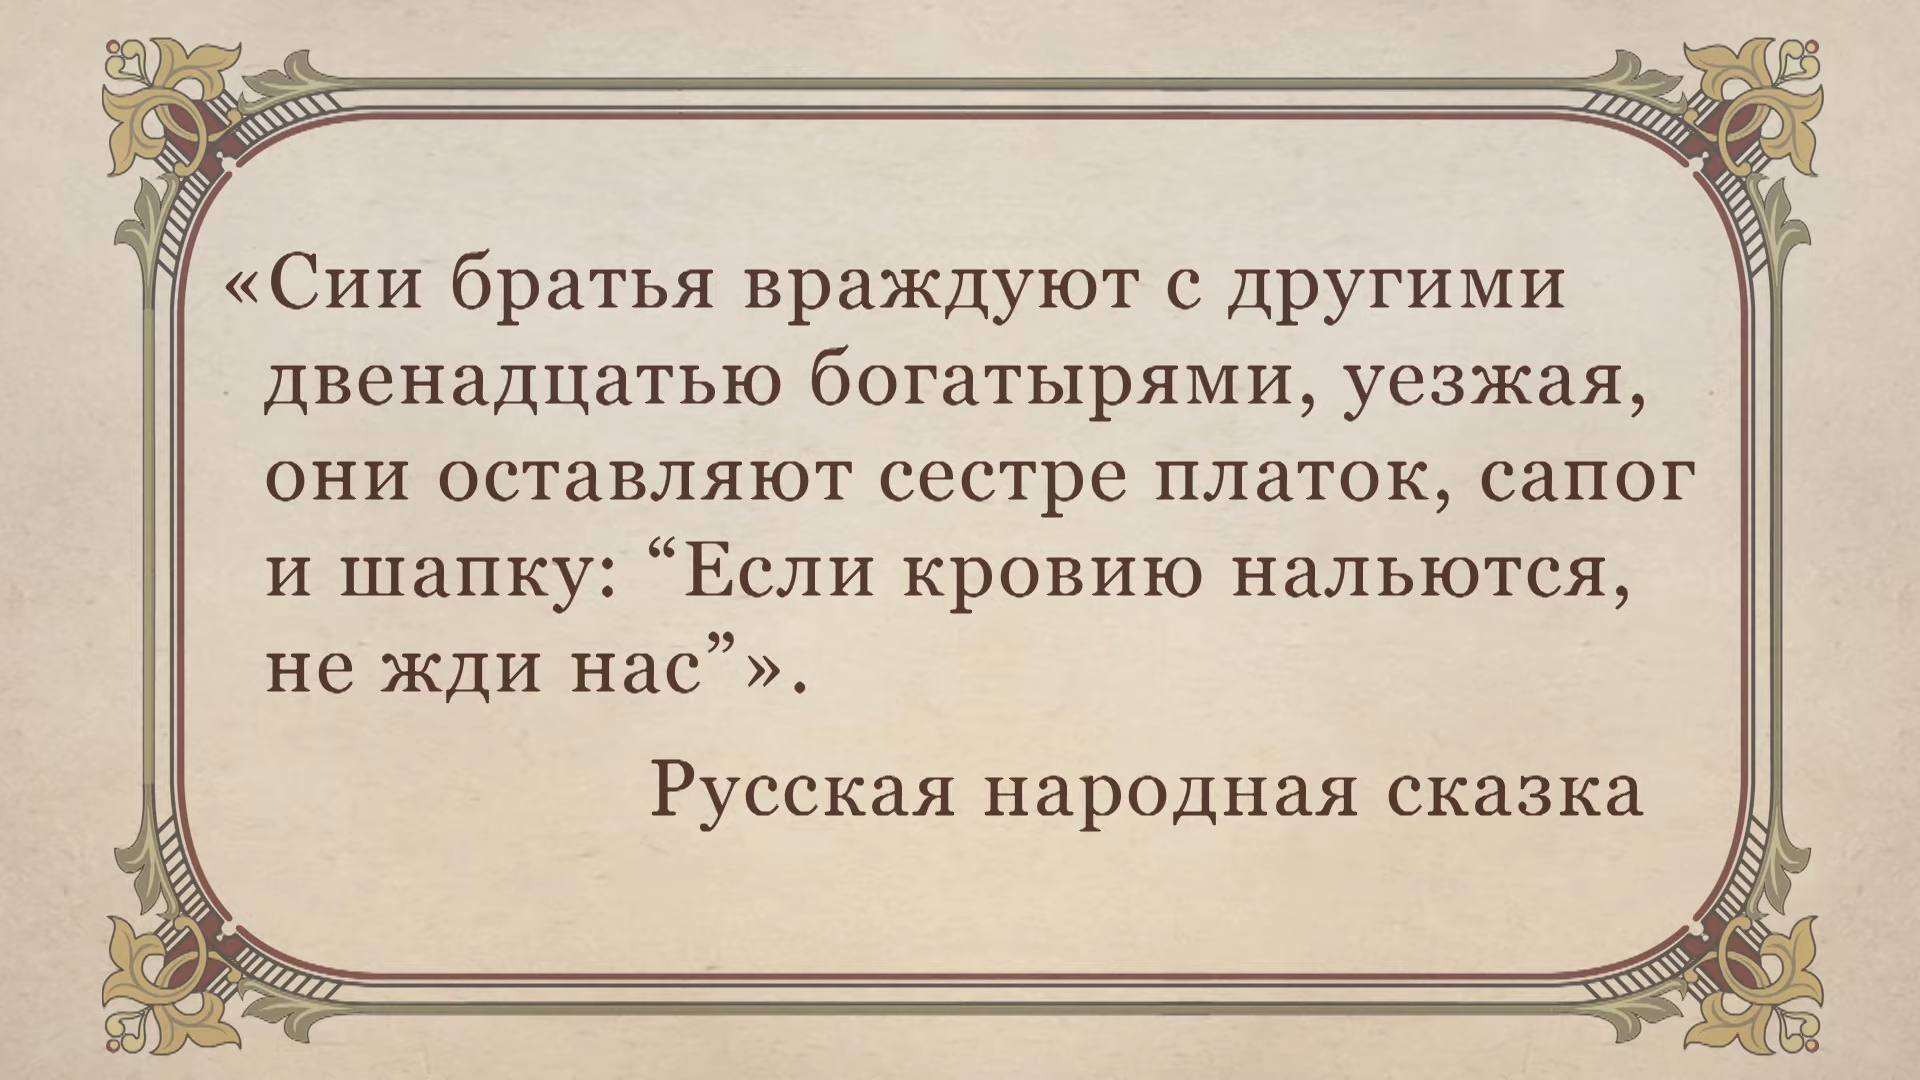 «Сии братья враждуют с другими
двенадцатью богатырями, уезжая,
они оставляют сестре платок, сапог
и шапку: “Если кровию нальются,
не жди нас”».
Русская народная сказка